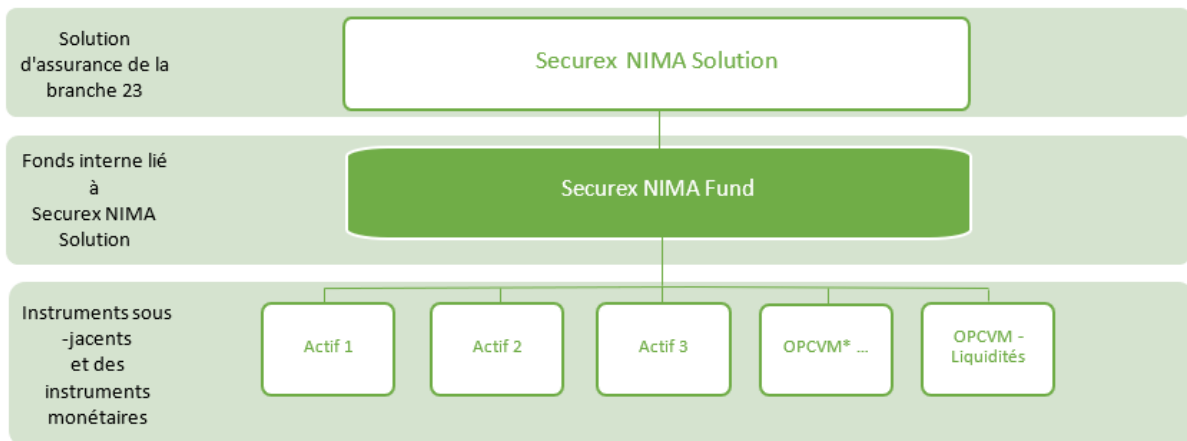 Solution
d'assurance de la
branche 23
Securex NIMA Solution
Fonds interne lié
à
Securex NIMA
Solution
Securex NIMA Fund
Instruments sous
-jacents
et des
instruments
monétaires
Actif 1
Actif 2
Actif 3
OPCVM* ...
OPCVM -
Liquidités